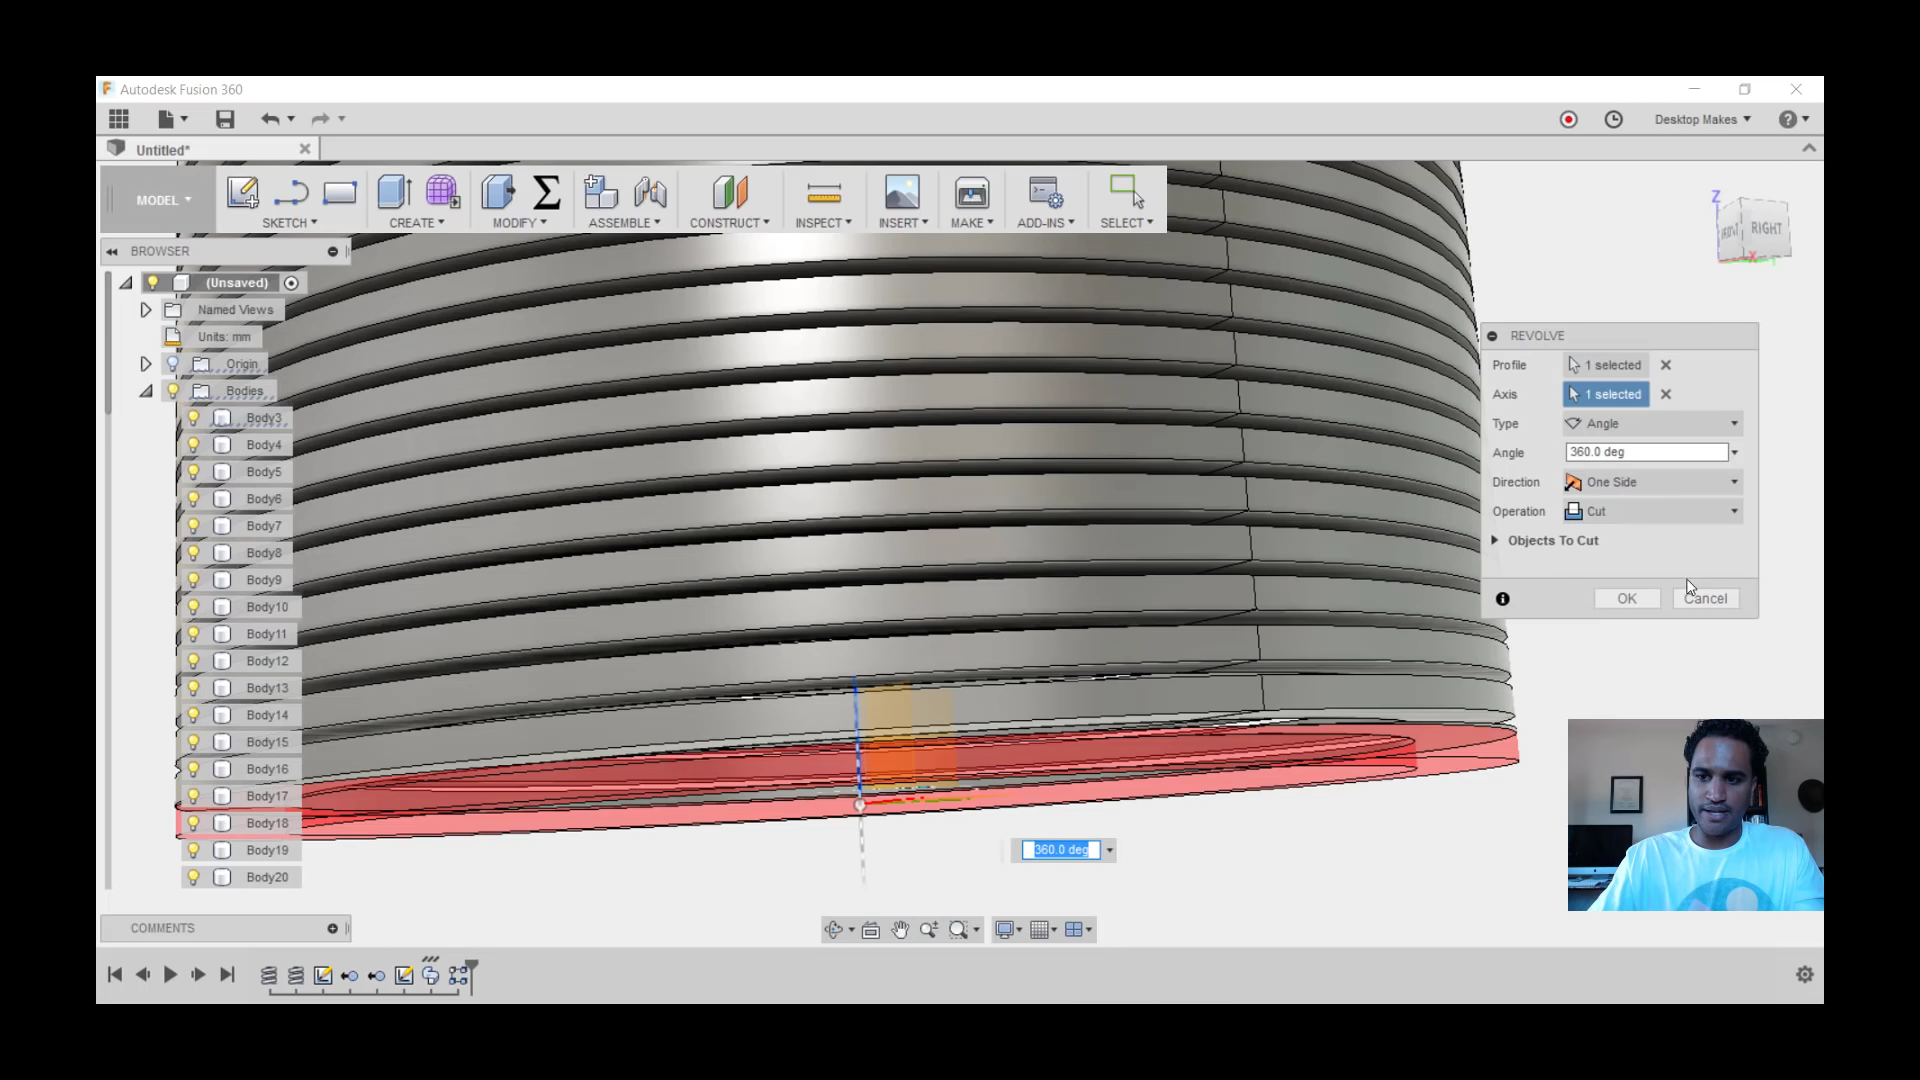 Autodesk Fusion 360
Desktop Makes
Untitled*
MODEL
SKETCH
CREATE
MODIFY
ASSEMBLE
CONSTRUCT
INSPECT
INSERT
MAKE
ADD-INS
SELECT
Z
FRONT
RIGHT
X
BROWSER
(Unsaved)
Named Views
Units: mm
Origin
Bodies
Body3
Body4
Body5
Body6
Body7
Body8
Body9
Body10
Body11
Body12
Body13
Body14
Body15
Body16
Body17
Body18
Body19
Body20
REVOLVE
Profile 1 selected
Axis 1 selected
Type Angle
Angle 360.0 deg
Direction One Side
Operation Cut
Objects To Cut
OK Cancel
360.0 deg
COMMENTS